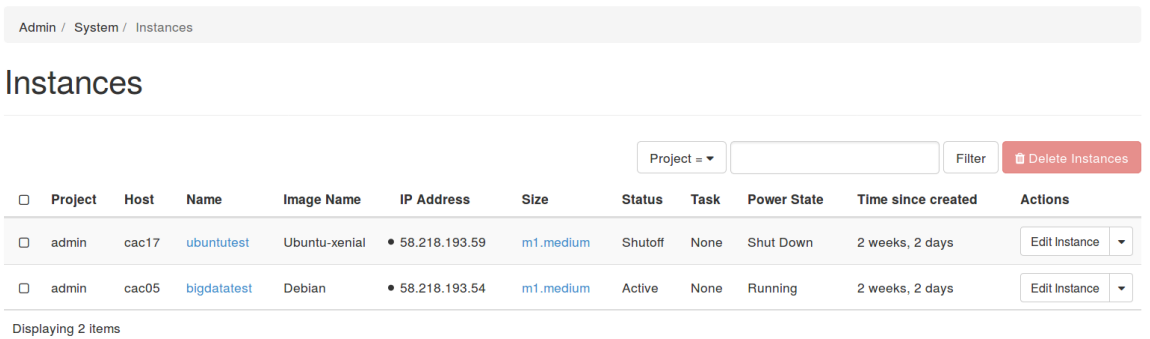 Admin / System / Instances
Instances
Project = Filter Delete Instances
Project Host Name Image Name IP Address Size Status Task Power State Time since created Actions
admin cac17 ubuntutest Ubuntu-xenial • 58.218.193.59 m1.medium Shutoff None Shut Down 2 weeks, 2 days Edit Instance
admin cac05 bigdatatest Debian • 58.218.193.54 m1.medium Active None Running 2 weeks, 2 days Edit Instance
Displaying 2 items